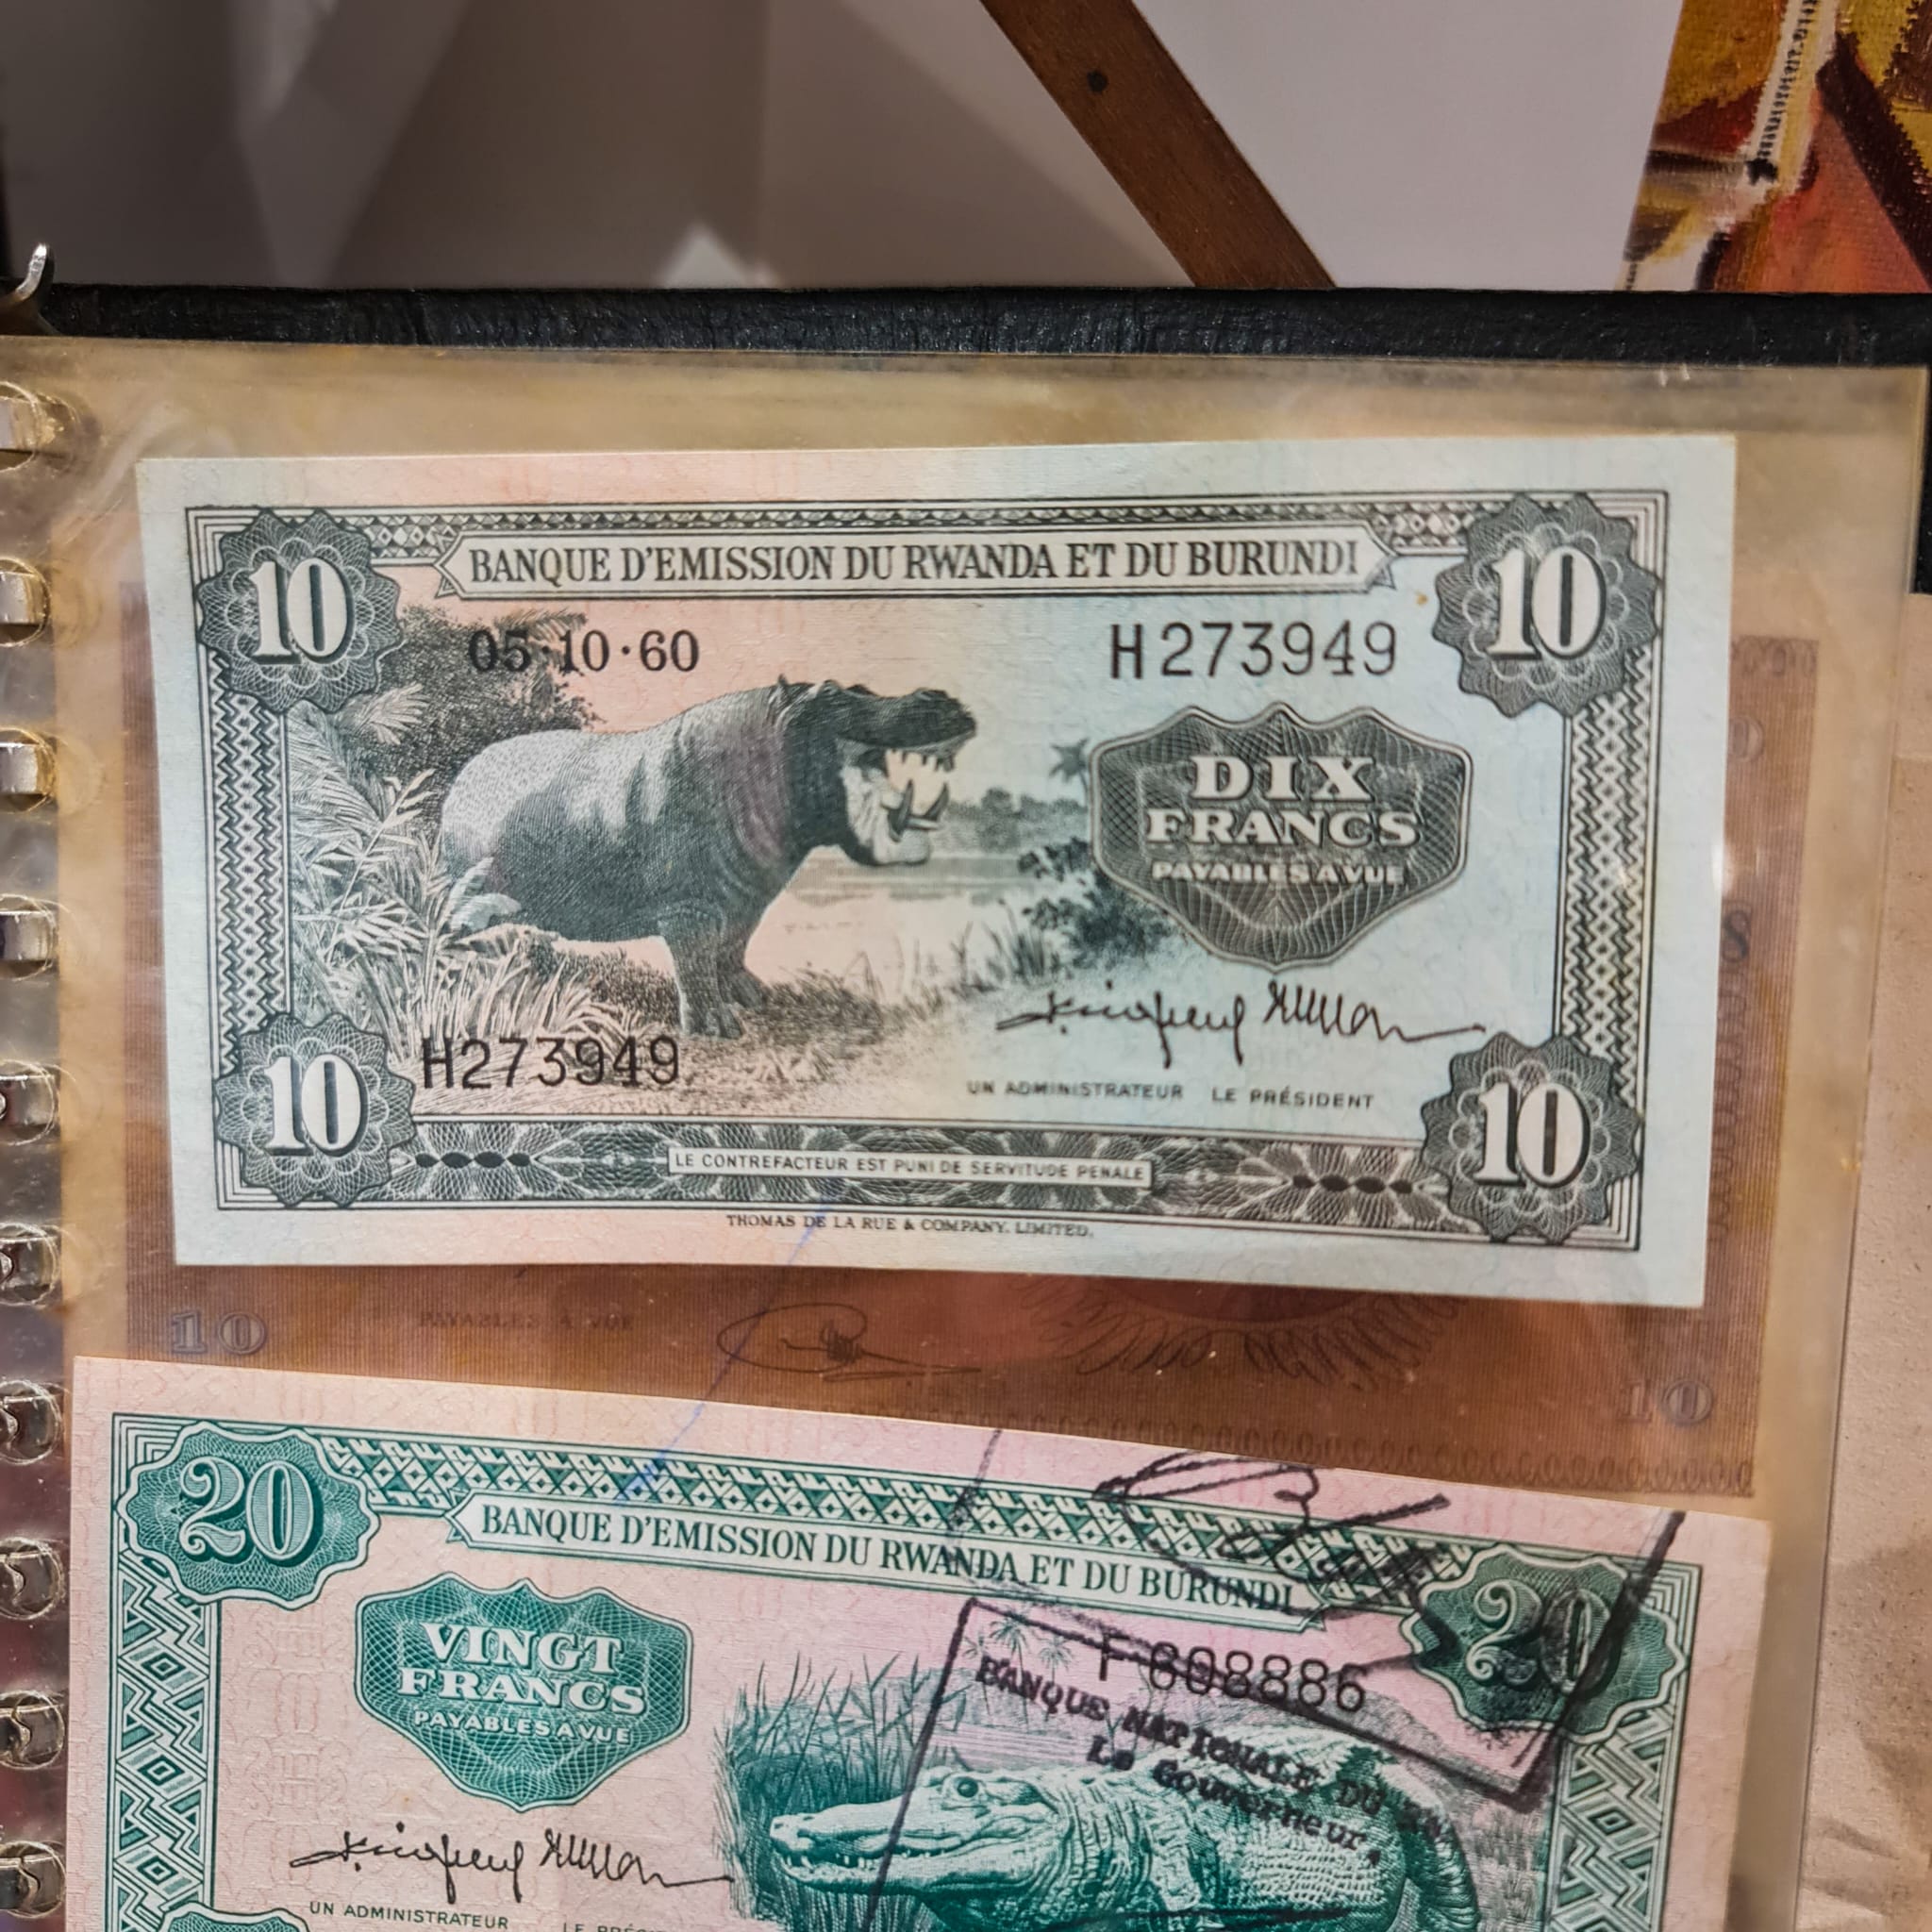 10
BANQUE D'EMISSION DU RWANDA ET DU BURUNDI
10
05·10·60
H273949
DIX
FRANCS
PAYABLES A VUE
H273949
UN ADMINISTRATEUR LE PRÉSIDENT
10
10
LE CONTREFACTEUR EST PUNI DE SERVITUDE PENALE
THOMAS DE LA RUE & COMPANY. LIMITED.
PAYABLES A VUE
10
10
20
BANQUE D'EMISSION DU RWANDA ET DU BURUNDI
20
F 608886
VINGT
FRANCS
PAYABLES A VUE
BANQUE NATIONALE DU
Le Gouverneur,
UN ADMINISTRATEUR